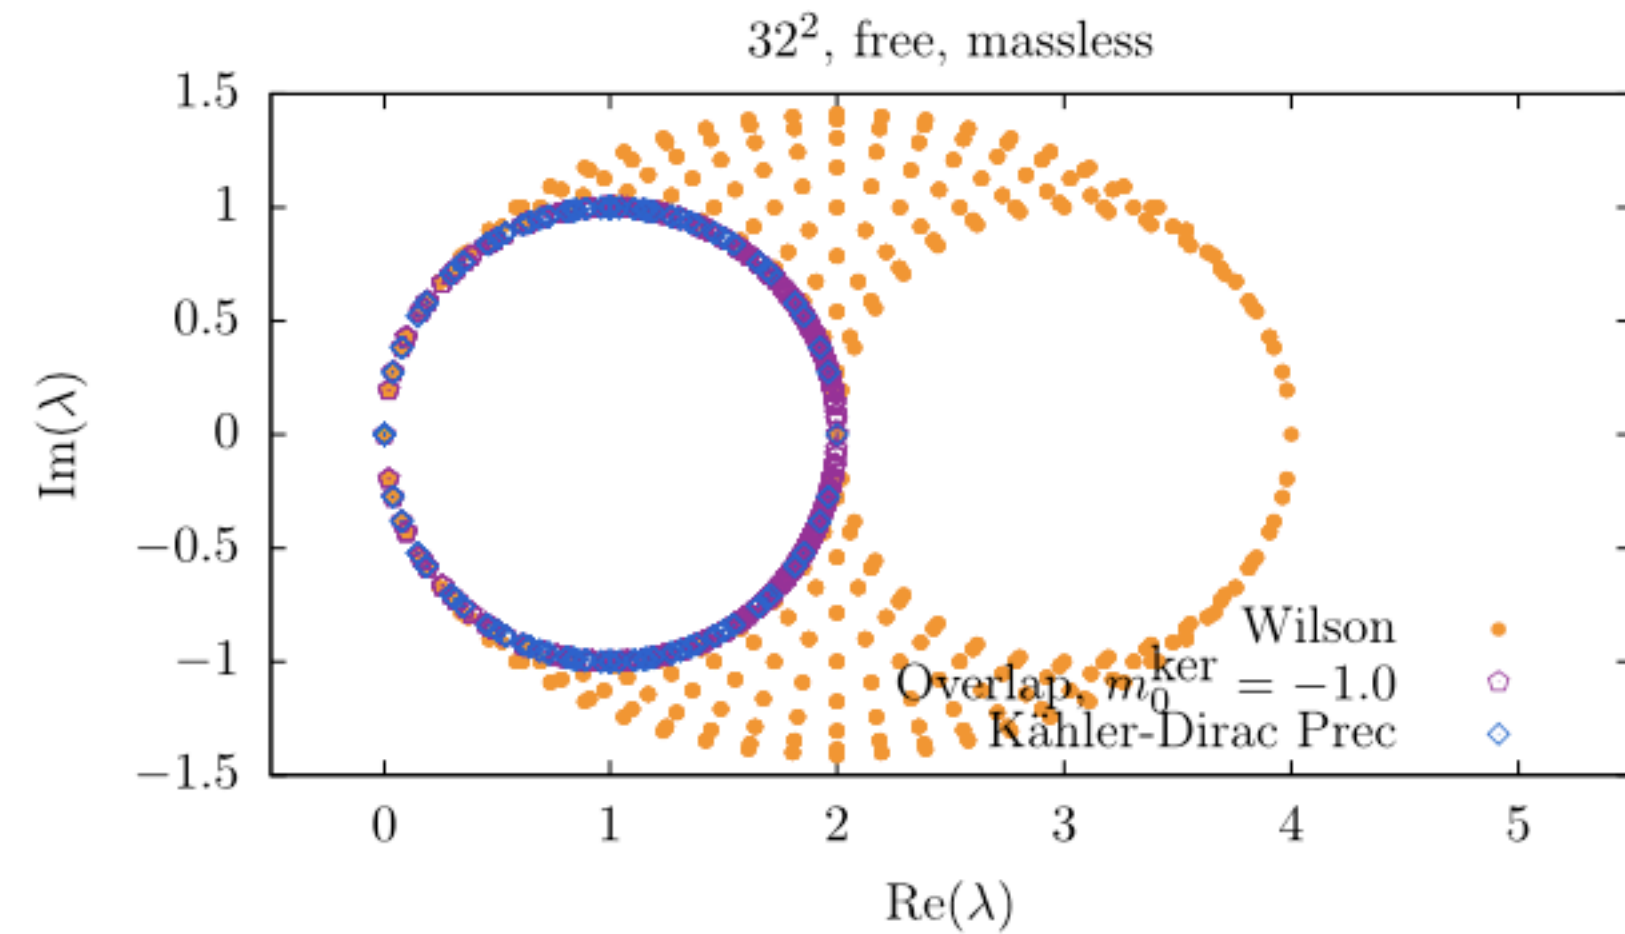 32², free, massless
1.5
1
0.5
0
−0.5
−1
−1.5
Im(λ)
Wilson
Overlap, m₀ᵏᵉʳ = −1.0
Kähler-Dirac Prec
0 1 2 3 4 5
Re(λ)